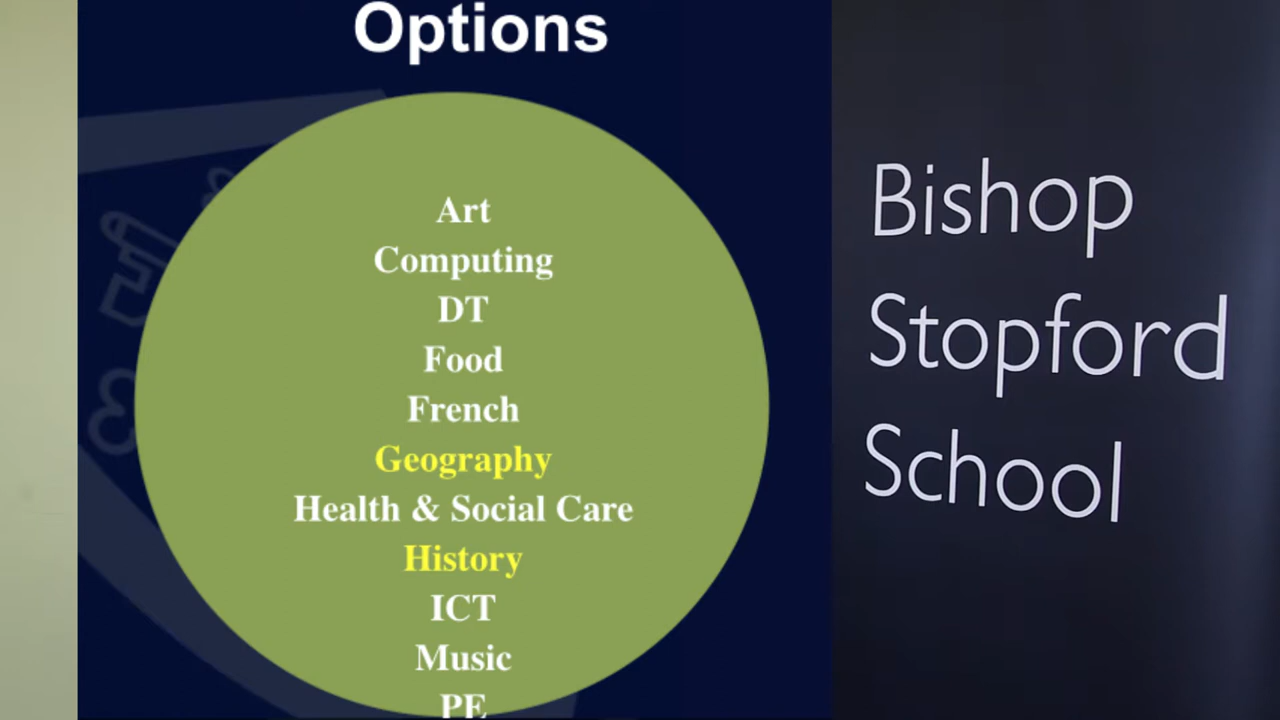 Options
Art
Computing
DT
Food
French
Geography
Health & Social Care
History
ICT
Music
PE
Bishop
Stopford
School